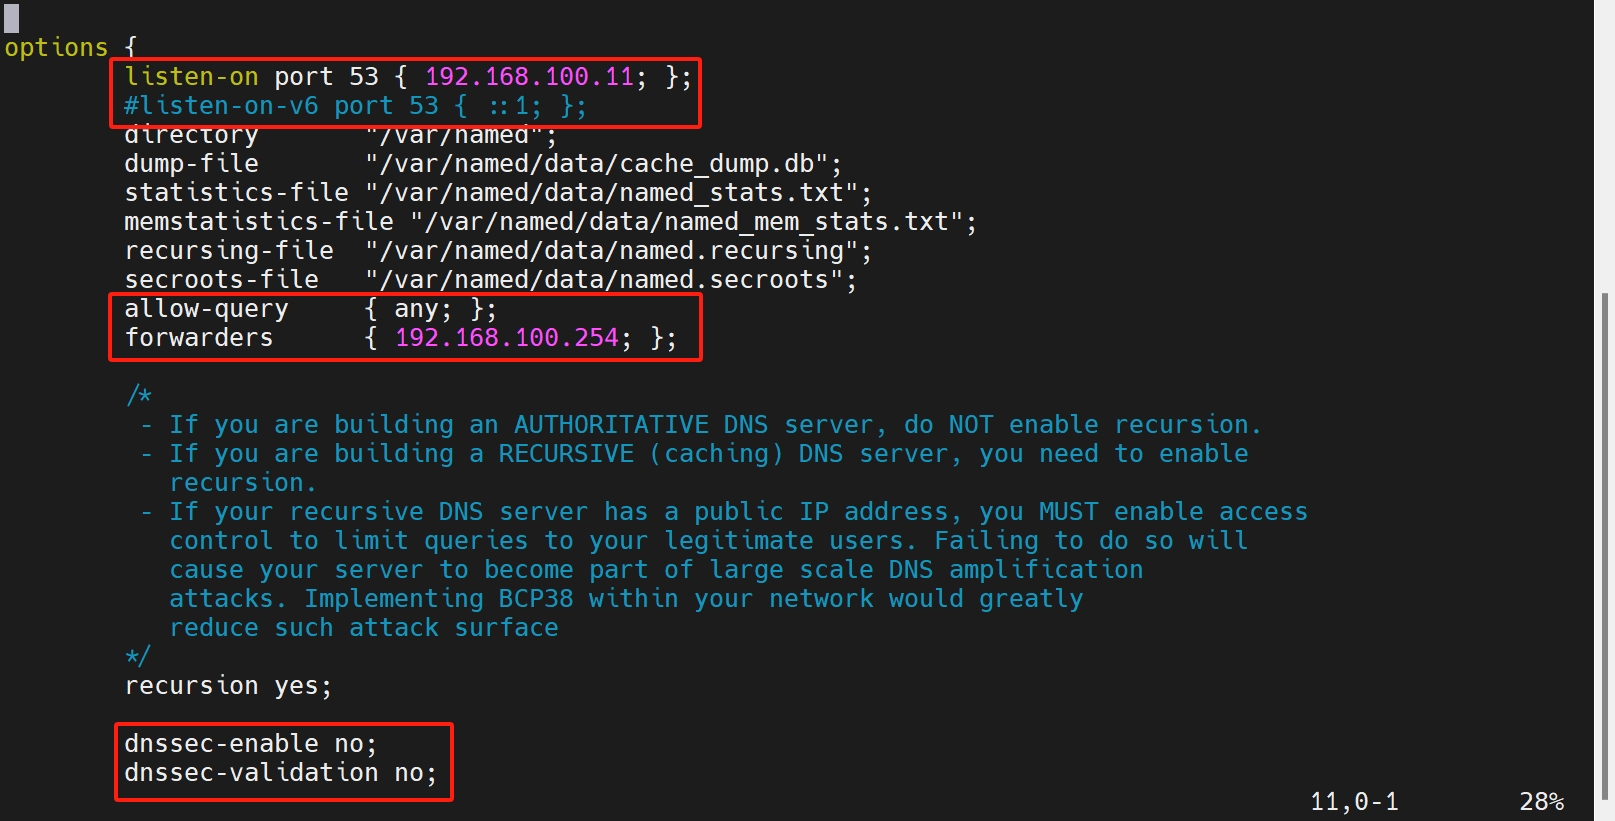 options {
listen-on port 53 { 192.168.100.11; };
#listen-on-v6 port 53 { ::1; };
directory       "/var/named";
dump-file       "/var/named/data/cache_dump.db";
statistics-file "/var/named/data/named_stats.txt";
memstatistics-file "/var/named/data/named_mem_stats.txt";
recursing-file  "/var/named/data/named.recursing";
secroots-file   "/var/named/data/named.secroots";
allow-query     { any; };
forwarders      { 192.168.100.254; };
/*
- If you are building an AUTHORITATIVE DNS server, do NOT enable recursion.
- If you are building a RECURSIVE (caching) DNS server, you need to enable
recursion.
- If your recursive DNS server has a public IP address, you MUST enable access
control to limit queries to your legitimate users. Failing to do so will
cause your server to become part of large scale DNS amplification
attacks. Implementing BCP38 within your network would greatly
reduce such attack surface
*/
recursion yes;
dnssec-enable no;
dnssec-validation no;
11,0-1 28%